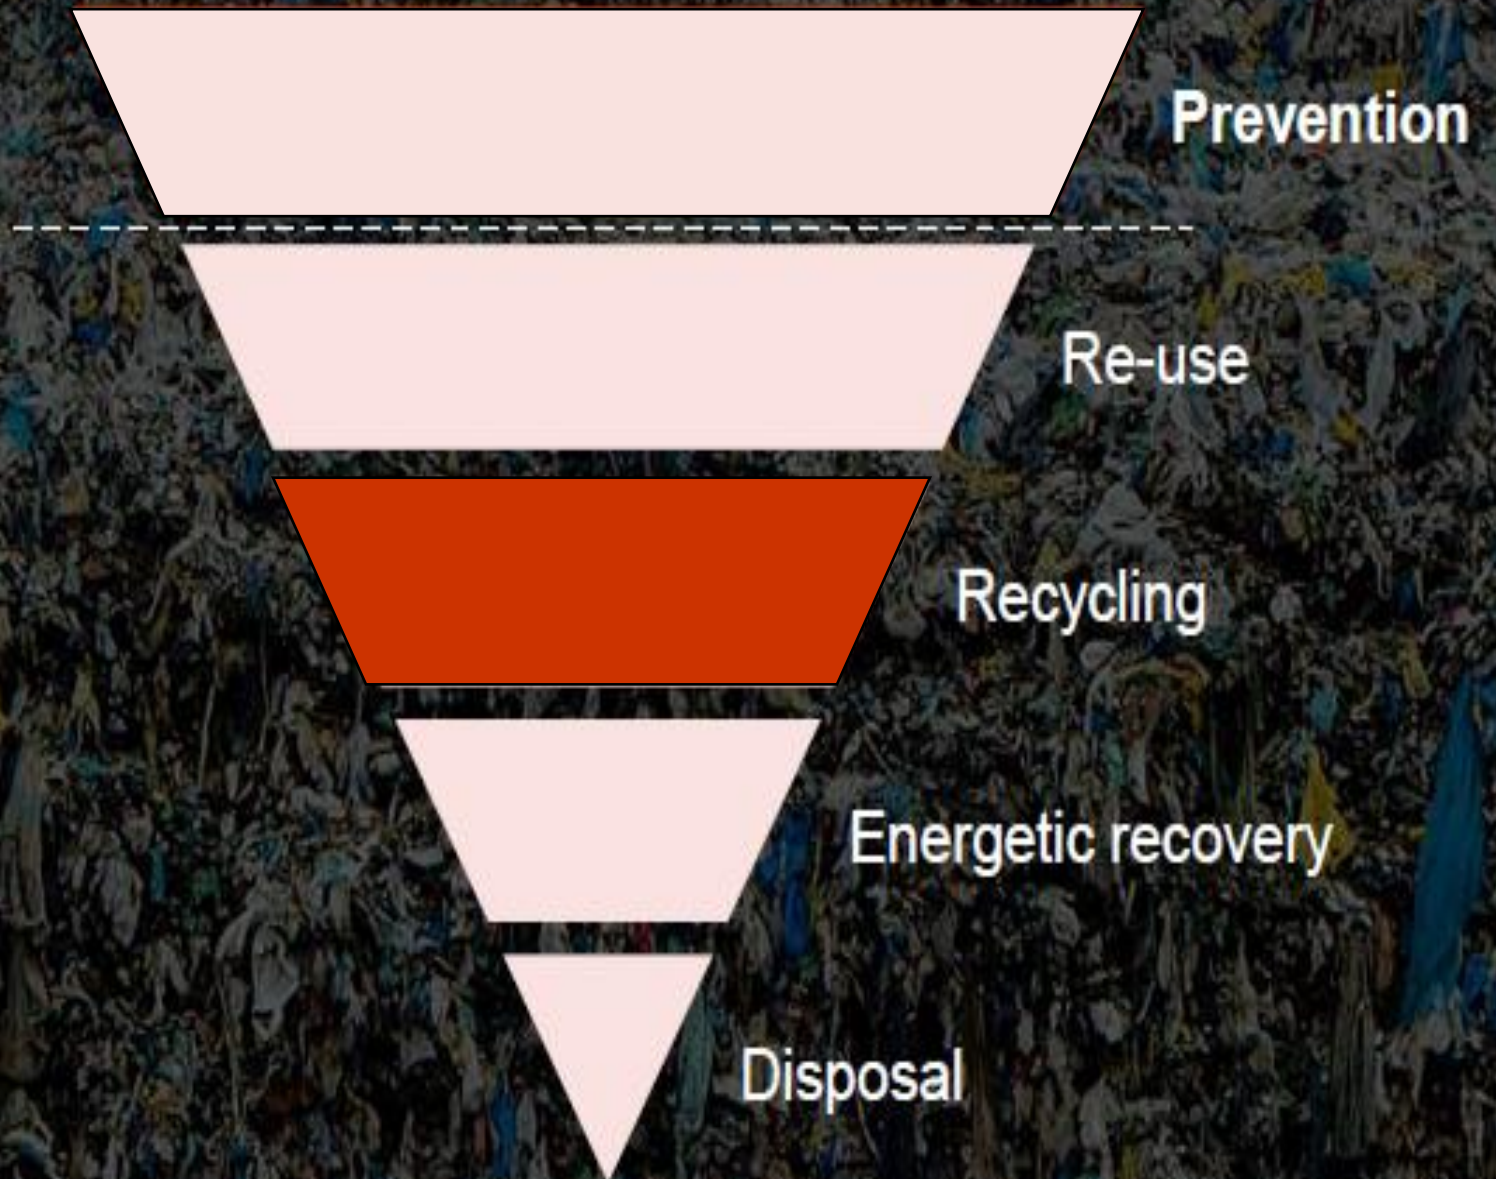 Prevention
Re-use
Recycling
Energetic recovery
Disposal